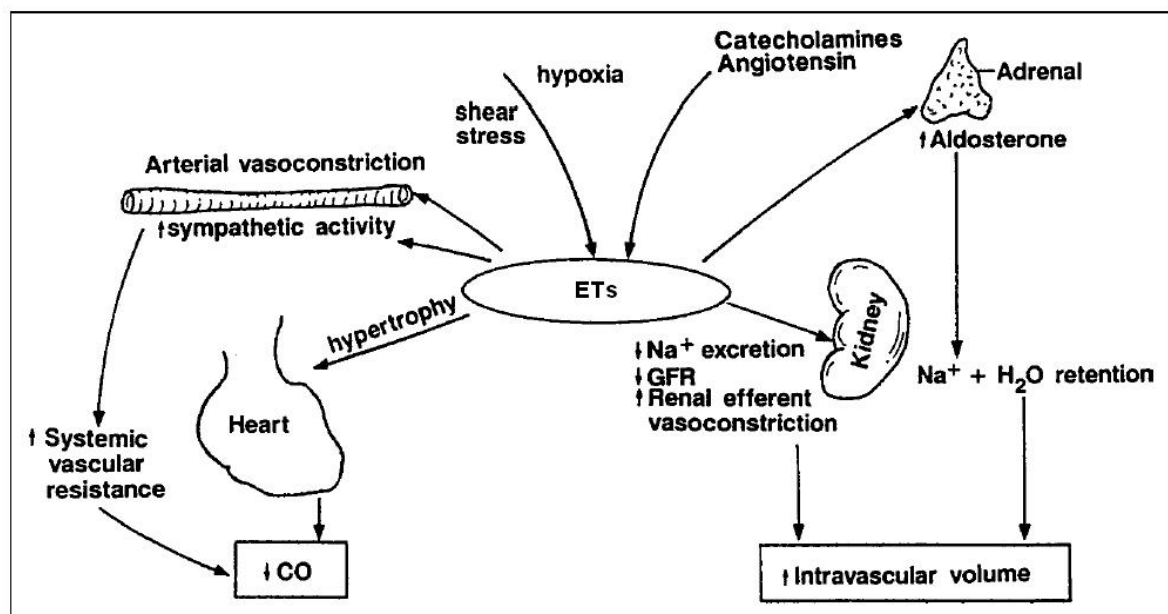 Catecholamines
Angiotensin
hypoxia
shear
stress
Adrenal
↑Aldosterone
Arterial vasoconstriction
↑sympathetic activity
ETs
hypertrophy
Heart
Kidney
↓Na⁺ excretion
↓GFR
↑Renal efferent
vasoconstriction
Na⁺ + H₂O retention
↑ Systemic
vascular
resistance
↓CO
↑Intravascular volume